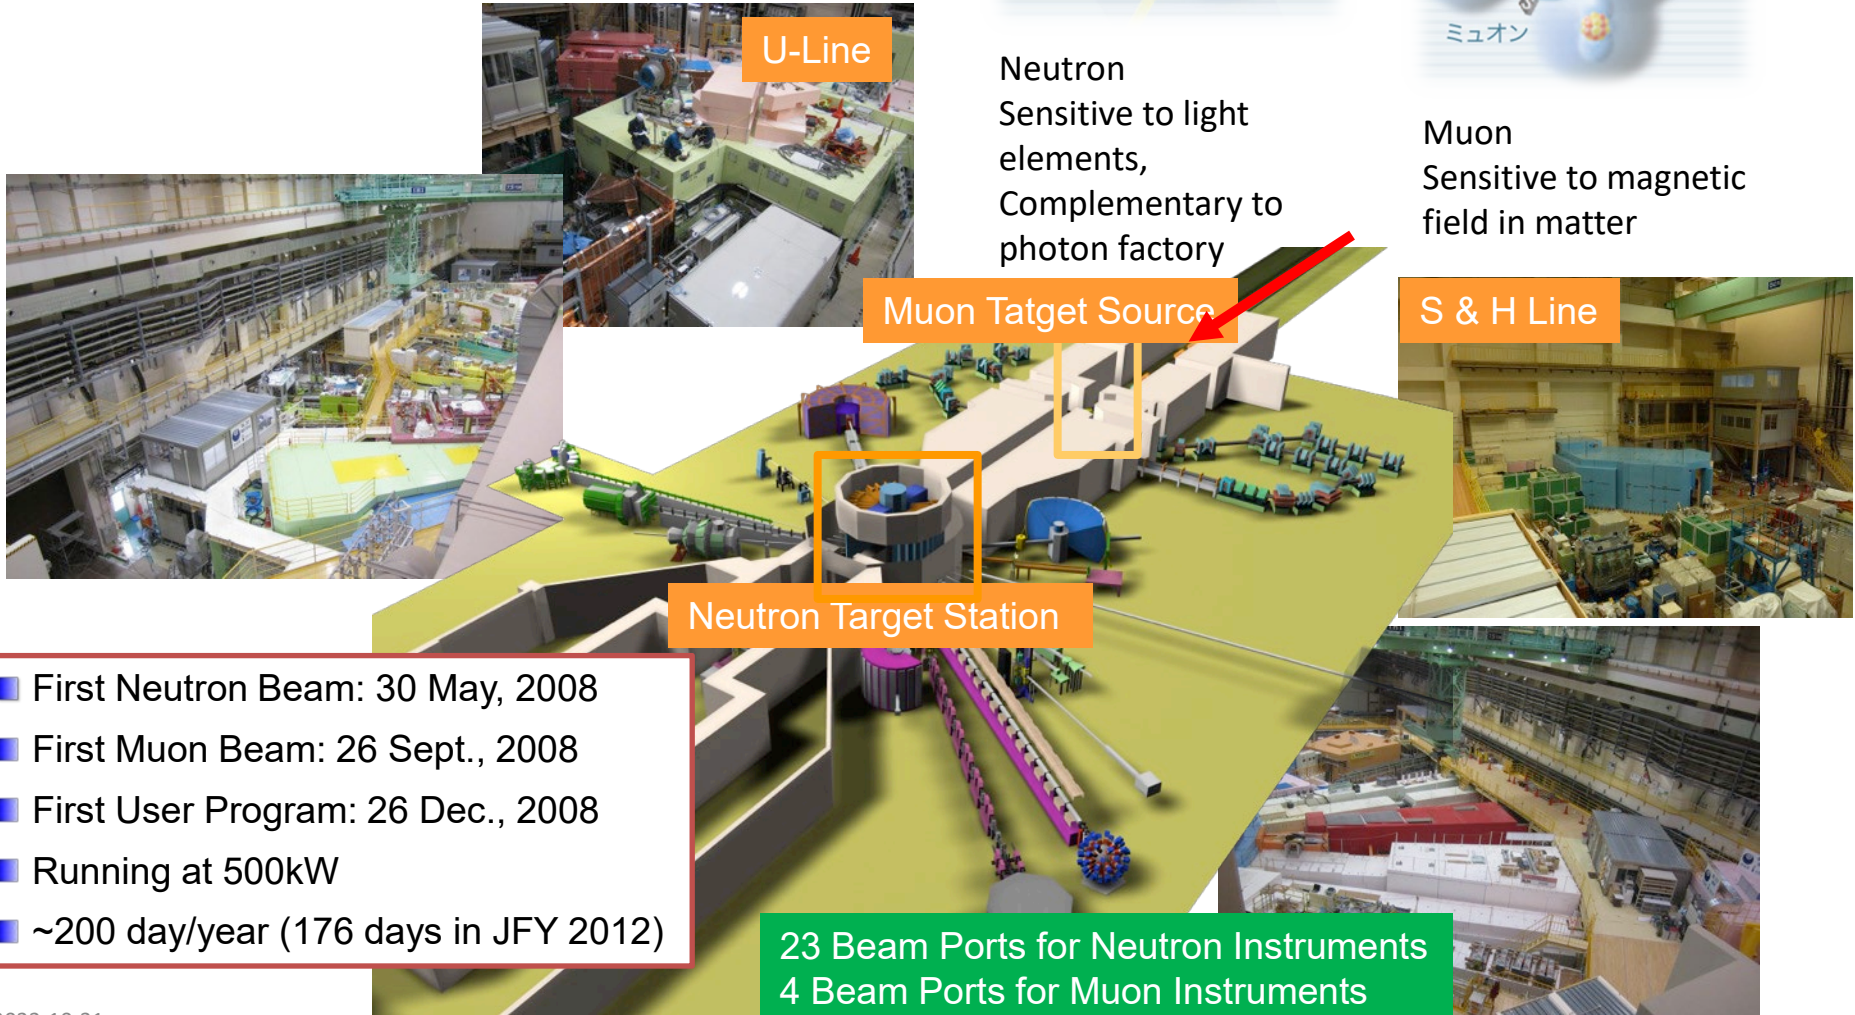 U-Line
ミュオン
Neutron
Sensitive to light
elements,
Complementary to
photon factory
Muon
Sensitive to magnetic
field in matter
Muon Tatget Source
S & H Line
Neutron Target Station
First Neutron Beam: 30 May, 2008
First Muon Beam: 26 Sept., 2008
First User Program: 26 Dec., 2008
Running at 500kW
~200 day/year (176 days in JFY 2012)
23 Beam Ports for Neutron Instruments
4 Beam Ports for Muon Instruments